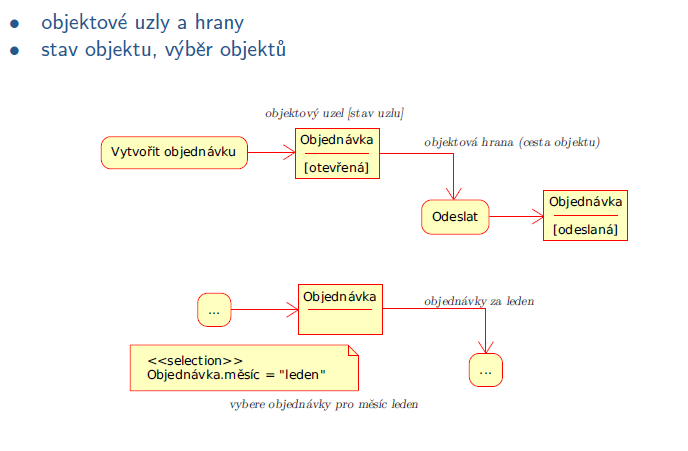 objektové uzly a hrany
stav objektu, výběr objektů
objektový uzel [stav uzlu]
Vytvořit objednávku
Objednávka
[otevřená]
objektová hrana (cesta objektu)
Odeslat
Objednávka
[odeslaná]
...
Objednávka
objednávky za leden
...
<<selection>>
Objednávka.měsíc = "leden"
vybere objednávky pro měsíc leden